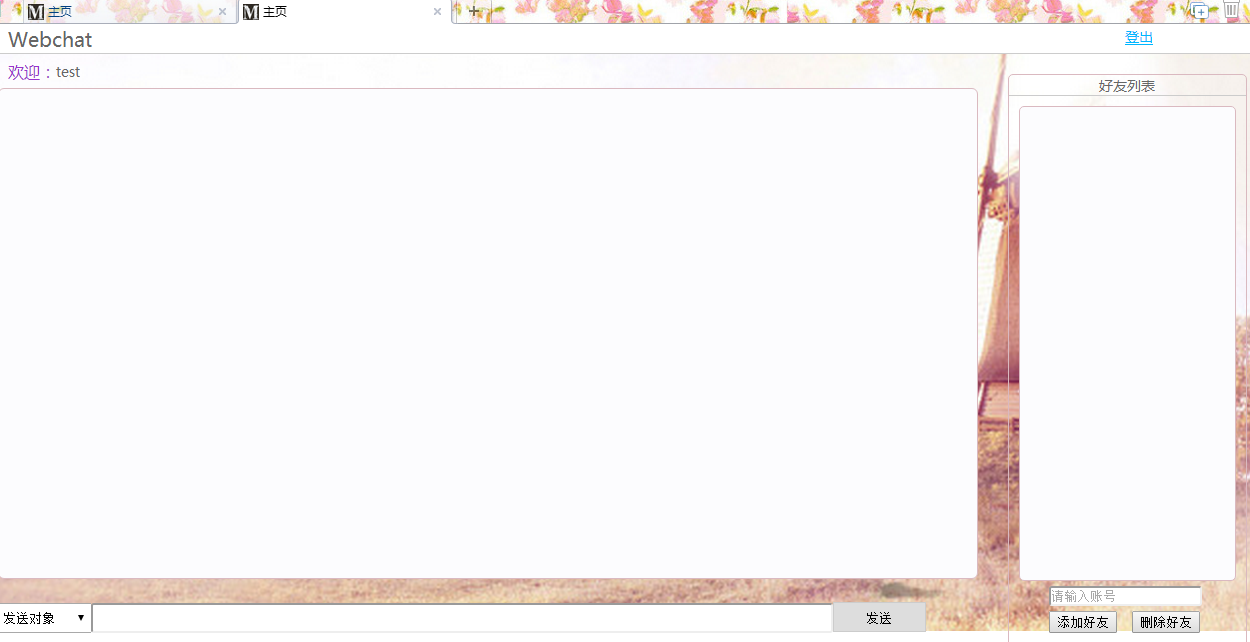 主页 主页
Webchat 登出
欢迎：test
好友列表
请输入账号
发送对象 发送
添加好友 删除好友